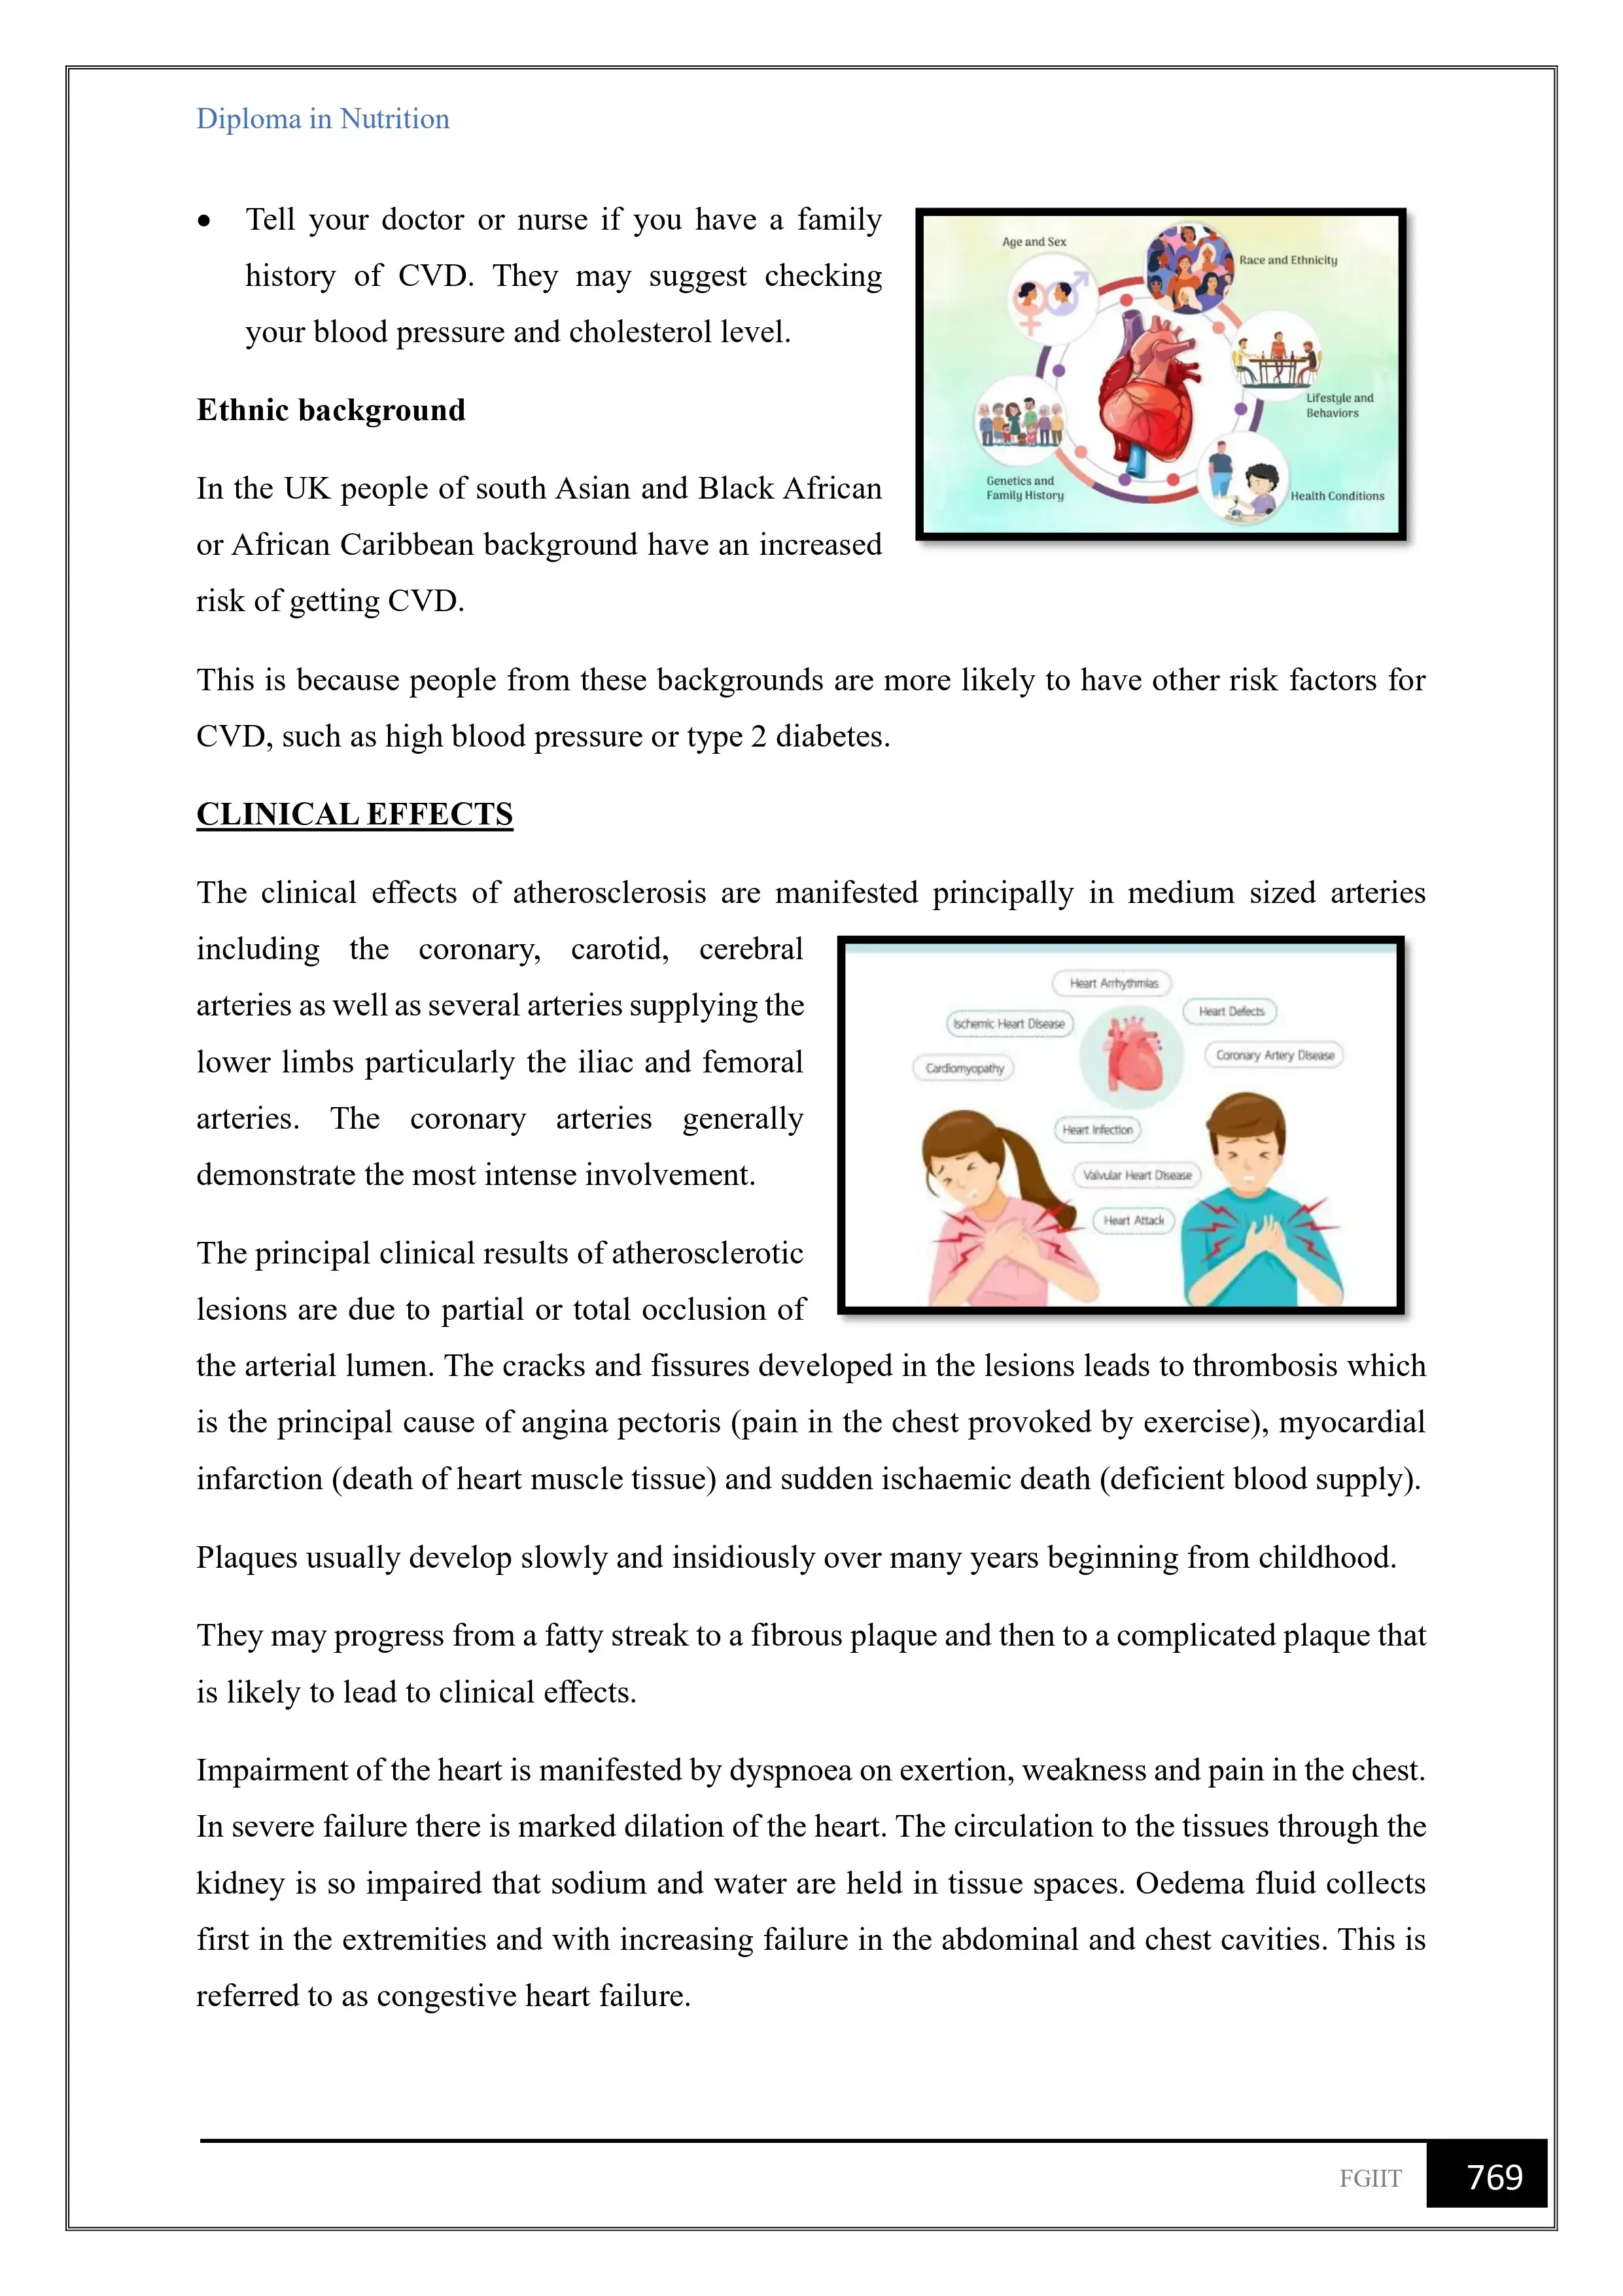 Diploma in Nutrition
• Tell your doctor or nurse if you have a family
history of CVD. They may suggest checking
your blood pressure and cholesterol level.
Age and Sex
Race and Ethnicity
Lifestyle and
Behaviors
Genetics and
Family History
Health Conditions
Ethnic background
In the UK people of south Asian and Black African
or African Caribbean background have an increased
risk of getting CVD.
This is because people from these backgrounds are more likely to have other risk factors for
CVD, such as high blood pressure or type 2 diabetes.
CLINICAL EFFECTS
The clinical effects of atherosclerosis are manifested principally in medium sized arteries
including the coronary, carotid, cerebral
arteries as well as several arteries supplying the
lower limbs particularly the iliac and femoral
arteries. The coronary arteries generally
demonstrate the most intense involvement.
Heart Arrhythmias
Ischemic Heart Disease
Heart Defects
Cardiomyopathy
Coronary Artery Disease
Heart Infection
Valvular Heart Disease
Heart Attack
The principal clinical results of atherosclerotic
lesions are due to partial or total occlusion of
the arterial lumen. The cracks and fissures developed in the lesions leads to thrombosis which
is the principal cause of angina pectoris (pain in the chest provoked by exercise), myocardial
infarction (death of heart muscle tissue) and sudden ischaemic death (deficient blood supply).
Plaques usually develop slowly and insidiously over many years beginning from childhood.
They may progress from a fatty streak to a fibrous plaque and then to a complicated plaque that
is likely to lead to clinical effects.
Impairment of the heart is manifested by dyspnoea on exertion, weakness and pain in the chest.
In severe failure there is marked dilation of the heart. The circulation to the tissues through the
kidney is so impaired that sodium and water are held in tissue spaces. Oedema fluid collects
first in the extremities and with increasing failure in the abdominal and chest cavities. This is
referred to as congestive heart failure.
FGIIT 769